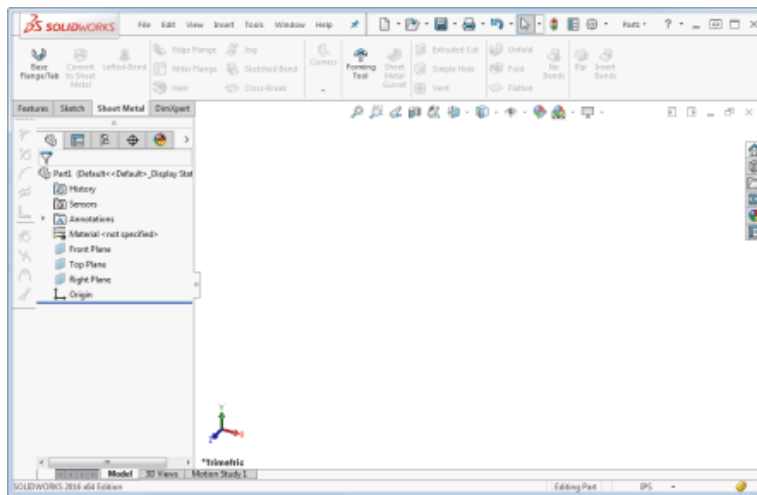 SOLIDWORKS File Edit View Insert Tools Window Help Part1 * ?
Base Flange/Tab Convert to Sheet Metal Lofted-Bend Edge Flange Jog Corners Forming Tool Sheet Metal Gusset Extruded Cut Unfold No Bends Rip Insert Bends
Miter Flange Sketched Bend Simple Hole Fold
Hem Cross-Break Vent Flatten
Features Sketch Sheet Metal DimXpert
Part1 (Default<<Default>_Display Stat
History
Sensors
Annotations
Material <not specified>
Front Plane
Top Plane
Right Plane
Origin
*Trimetric
Model 3D Views Motion Study 1
SOLIDWORKS 2016 x64 Edition Editing Part IPS